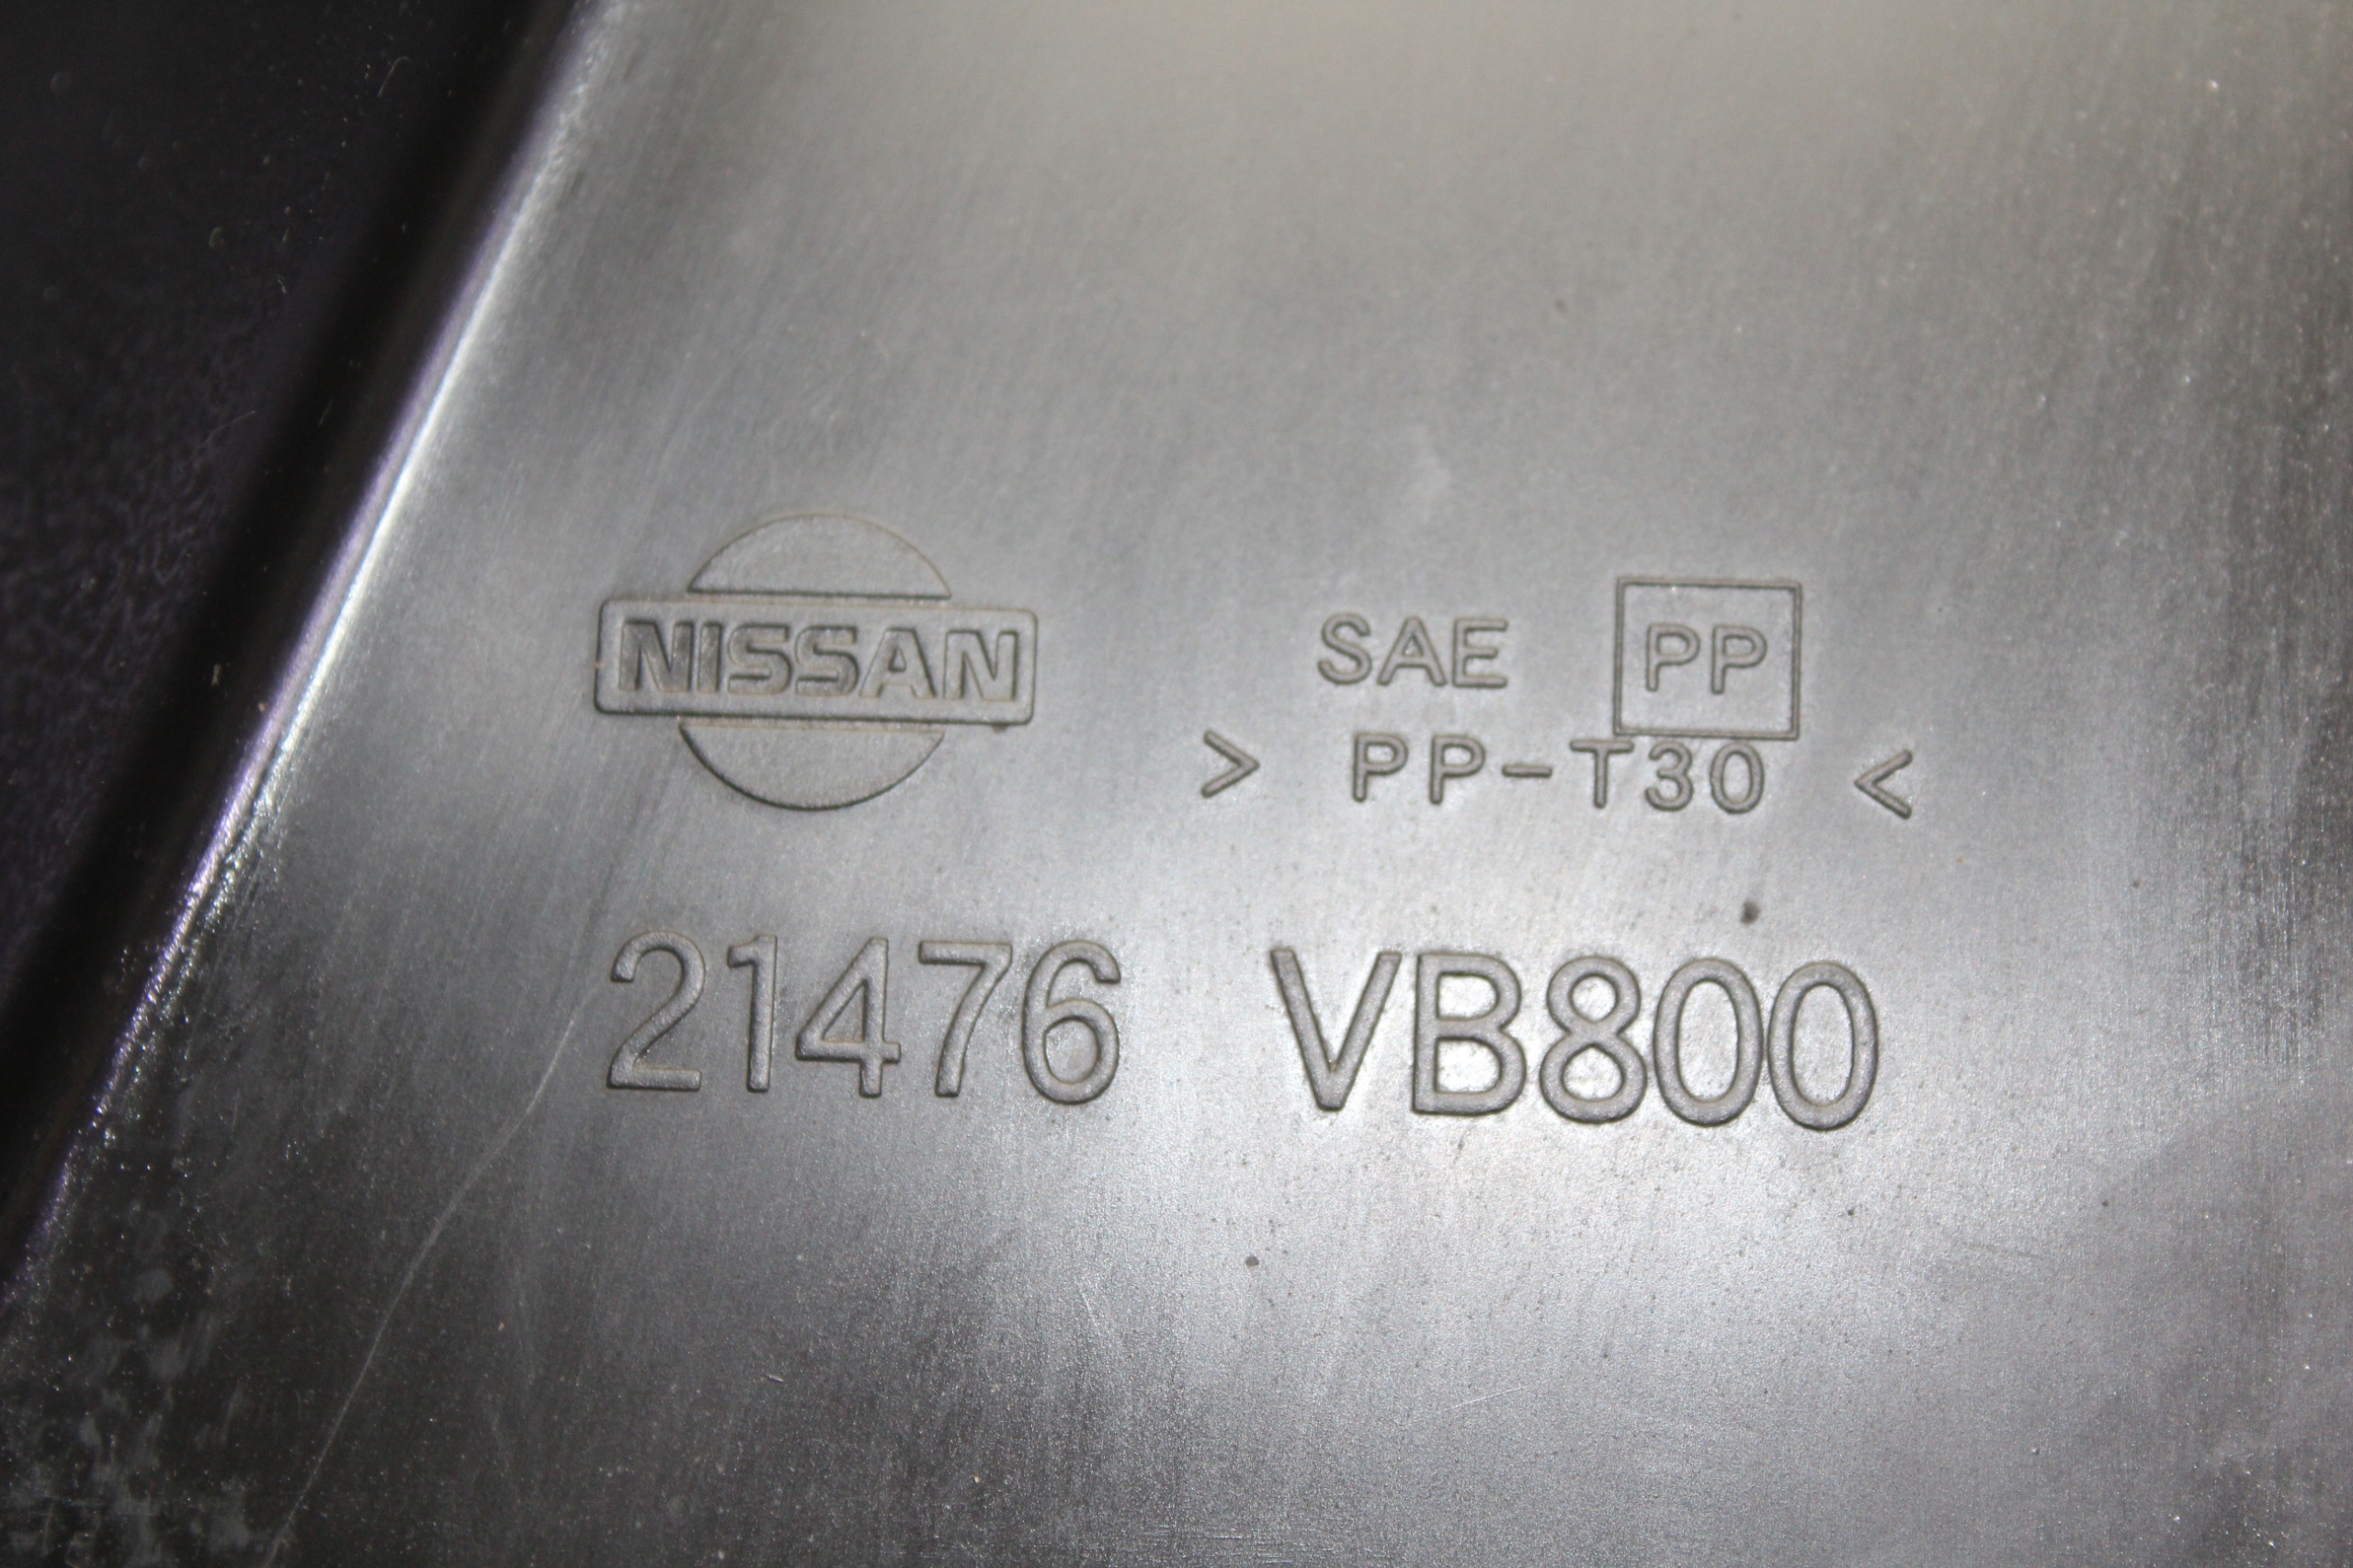 NISSAN
SAE PP
> PP-T30 <
21476 VB800